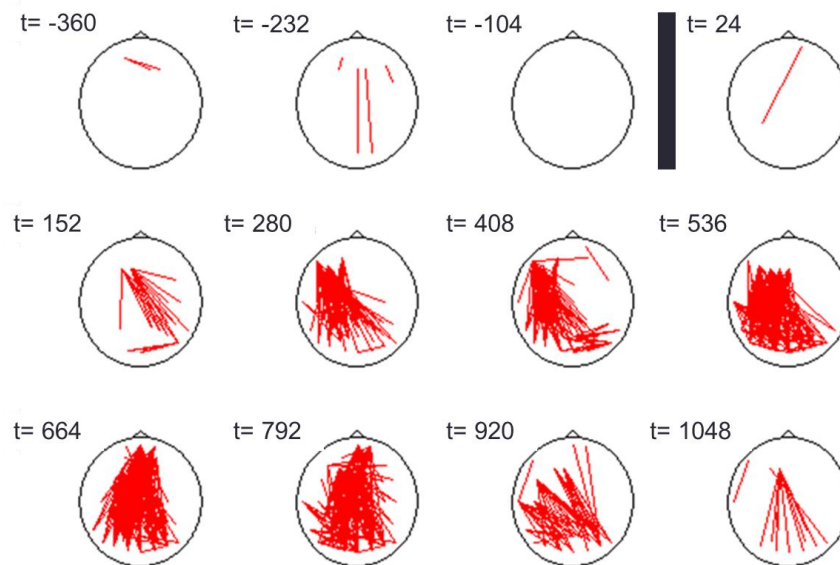 t= -360 t= -232 t= -104 t= 24
t= 152 t= 280 t= 408 t= 536
t= 664 t= 792 t= 920 t= 1048